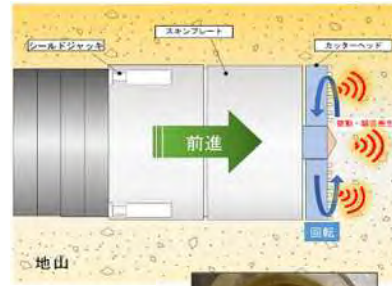 シールドジャッキ
スキンプレート
カッターヘッド
前進
回転
地山